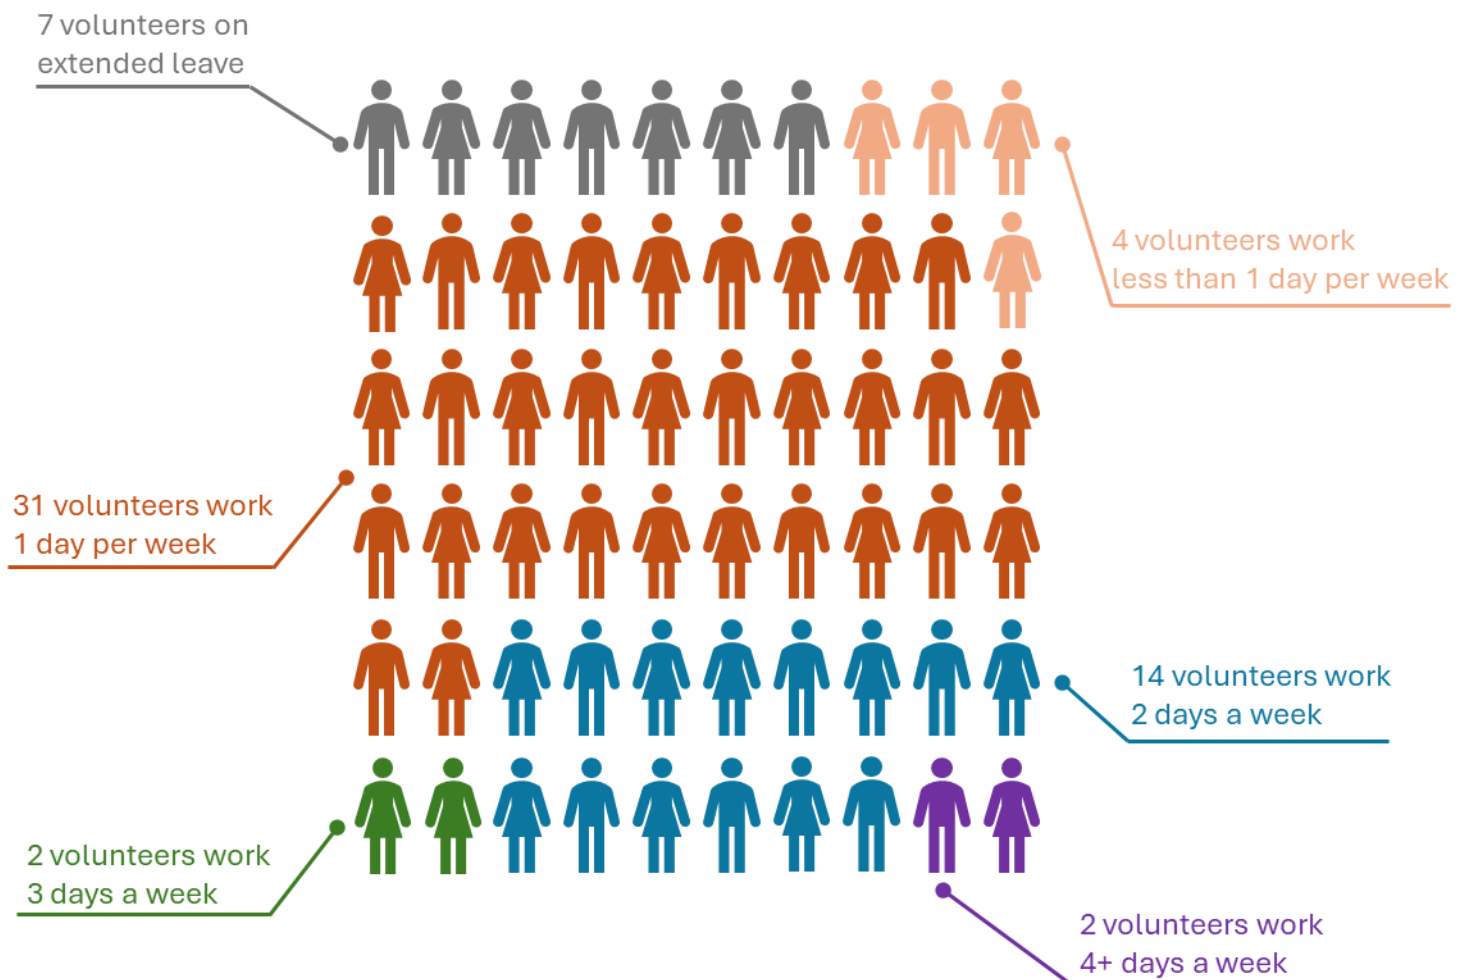 7 volunteers on
extended leave
4 volunteers work
less than 1 day per week
31 volunteers work
1 day per week
14 volunteers work
2 days a week
2 volunteers work
3 days a week
2 volunteers work
4+ days a week